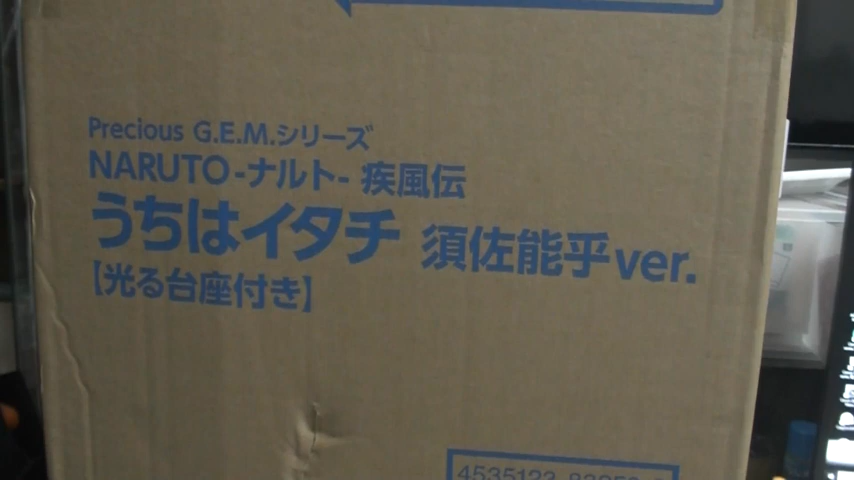 Precious G.E.M.シリーズ
NARUTO-ナルト- 疾風伝
うちはイタチ 須佐能乎ver.
【光る台座付き】
4535123